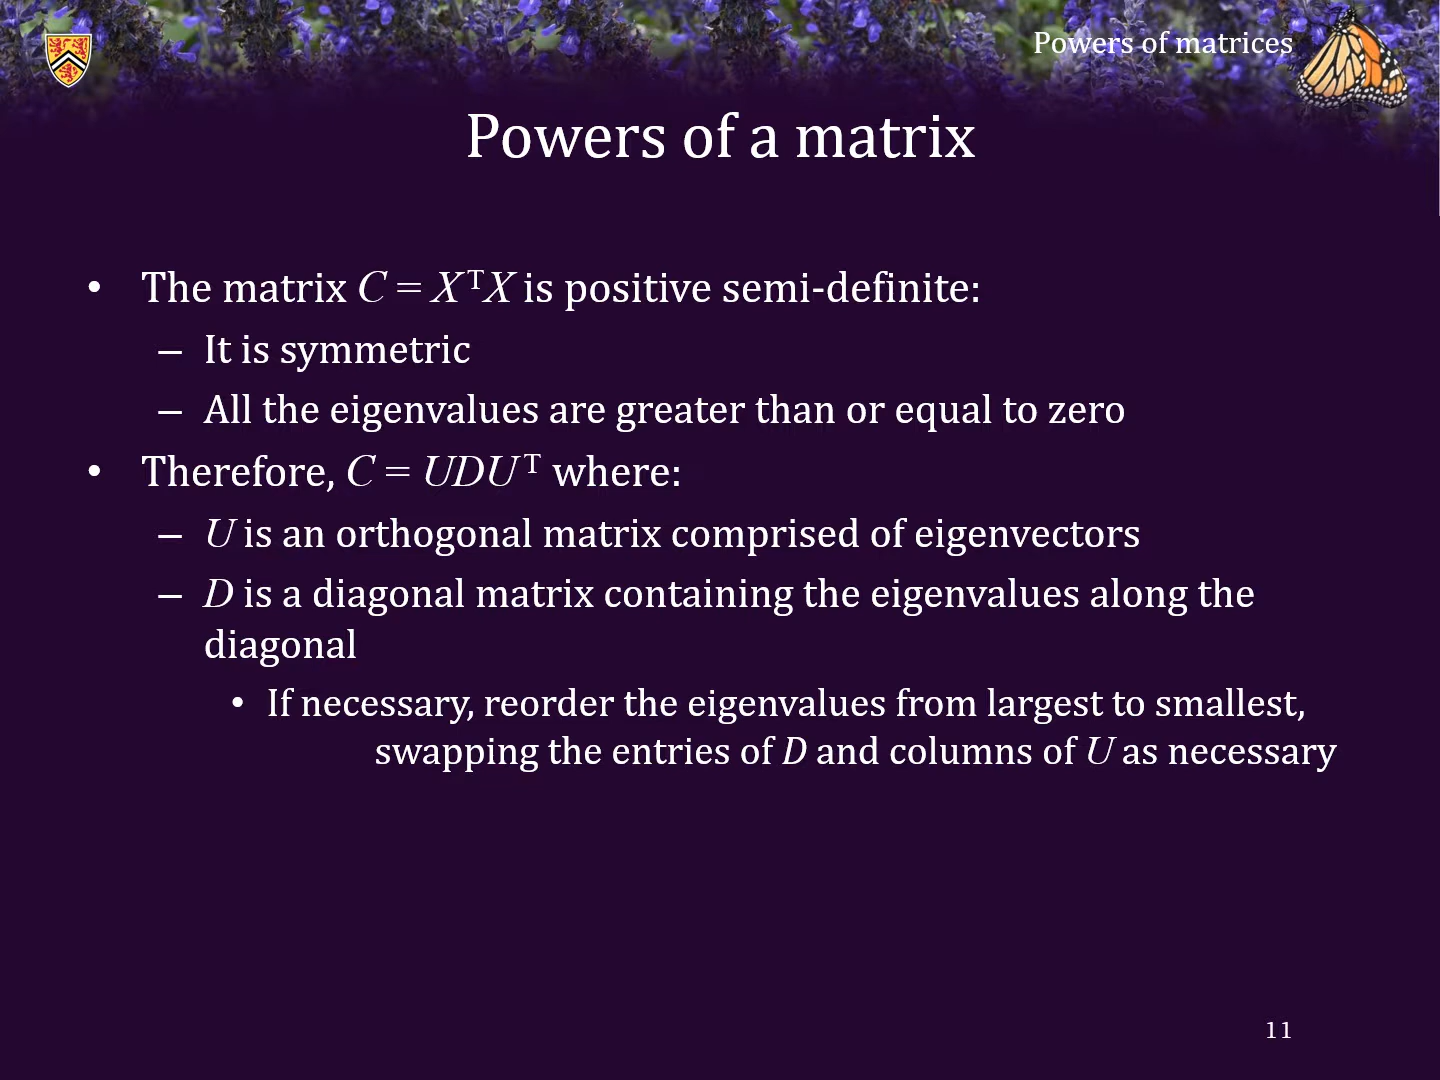 Powers of matrices
Powers of a matrix
• The matrix C = XᵀX is positive semi-definite:
– It is symmetric
– All the eigenvalues are greater than or equal to zero
• Therefore, C = UDUᵀ where:
– U is an orthogonal matrix comprised of eigenvectors
– D is a diagonal matrix containing the eigenvalues along the
diagonal
• If necessary, reorder the eigenvalues from largest to smallest,
swapping the entries of D and columns of U as necessary
11